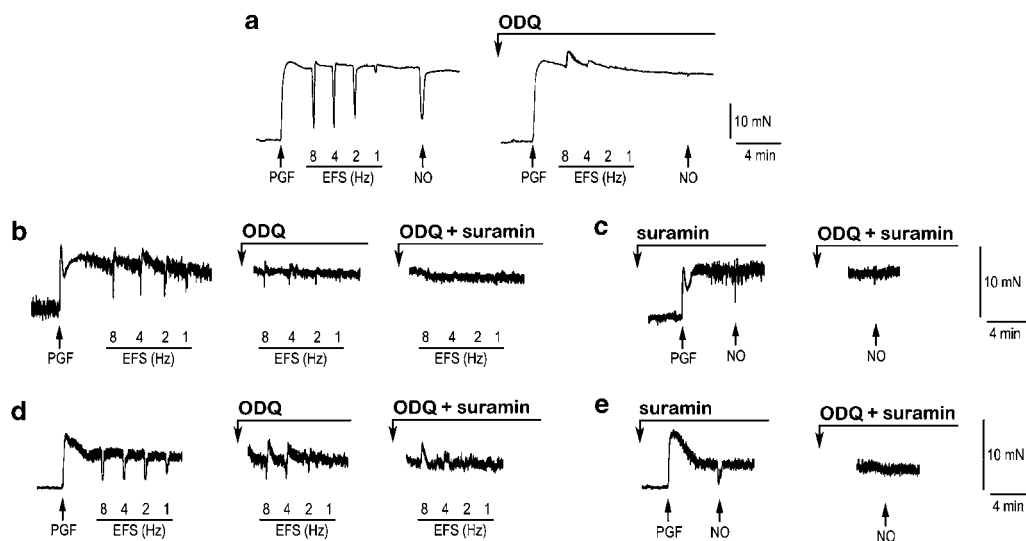 a
ODQ
10 mN
4 min
8 4 2 1
EFS (Hz)
PGF
NO
8 4 2 1
EFS (Hz)
PGF
NO
b
ODQ
ODQ + suramin
8 4 2 1
PGF
EFS (Hz)
8 4 2 1
EFS (Hz)
8 4 2 1
EFS (Hz)
c
suramin
ODQ + suramin
PGF
NO
NO
10 mN
4 min
d
ODQ
ODQ + suramin
8 4 2 1
PGF
EFS (Hz)
8 4 2 1
EFS (Hz)
8 4 2 1
EFS (Hz)
e
suramin
ODQ + suramin
PGF
NO
NO
10 mN
4 min